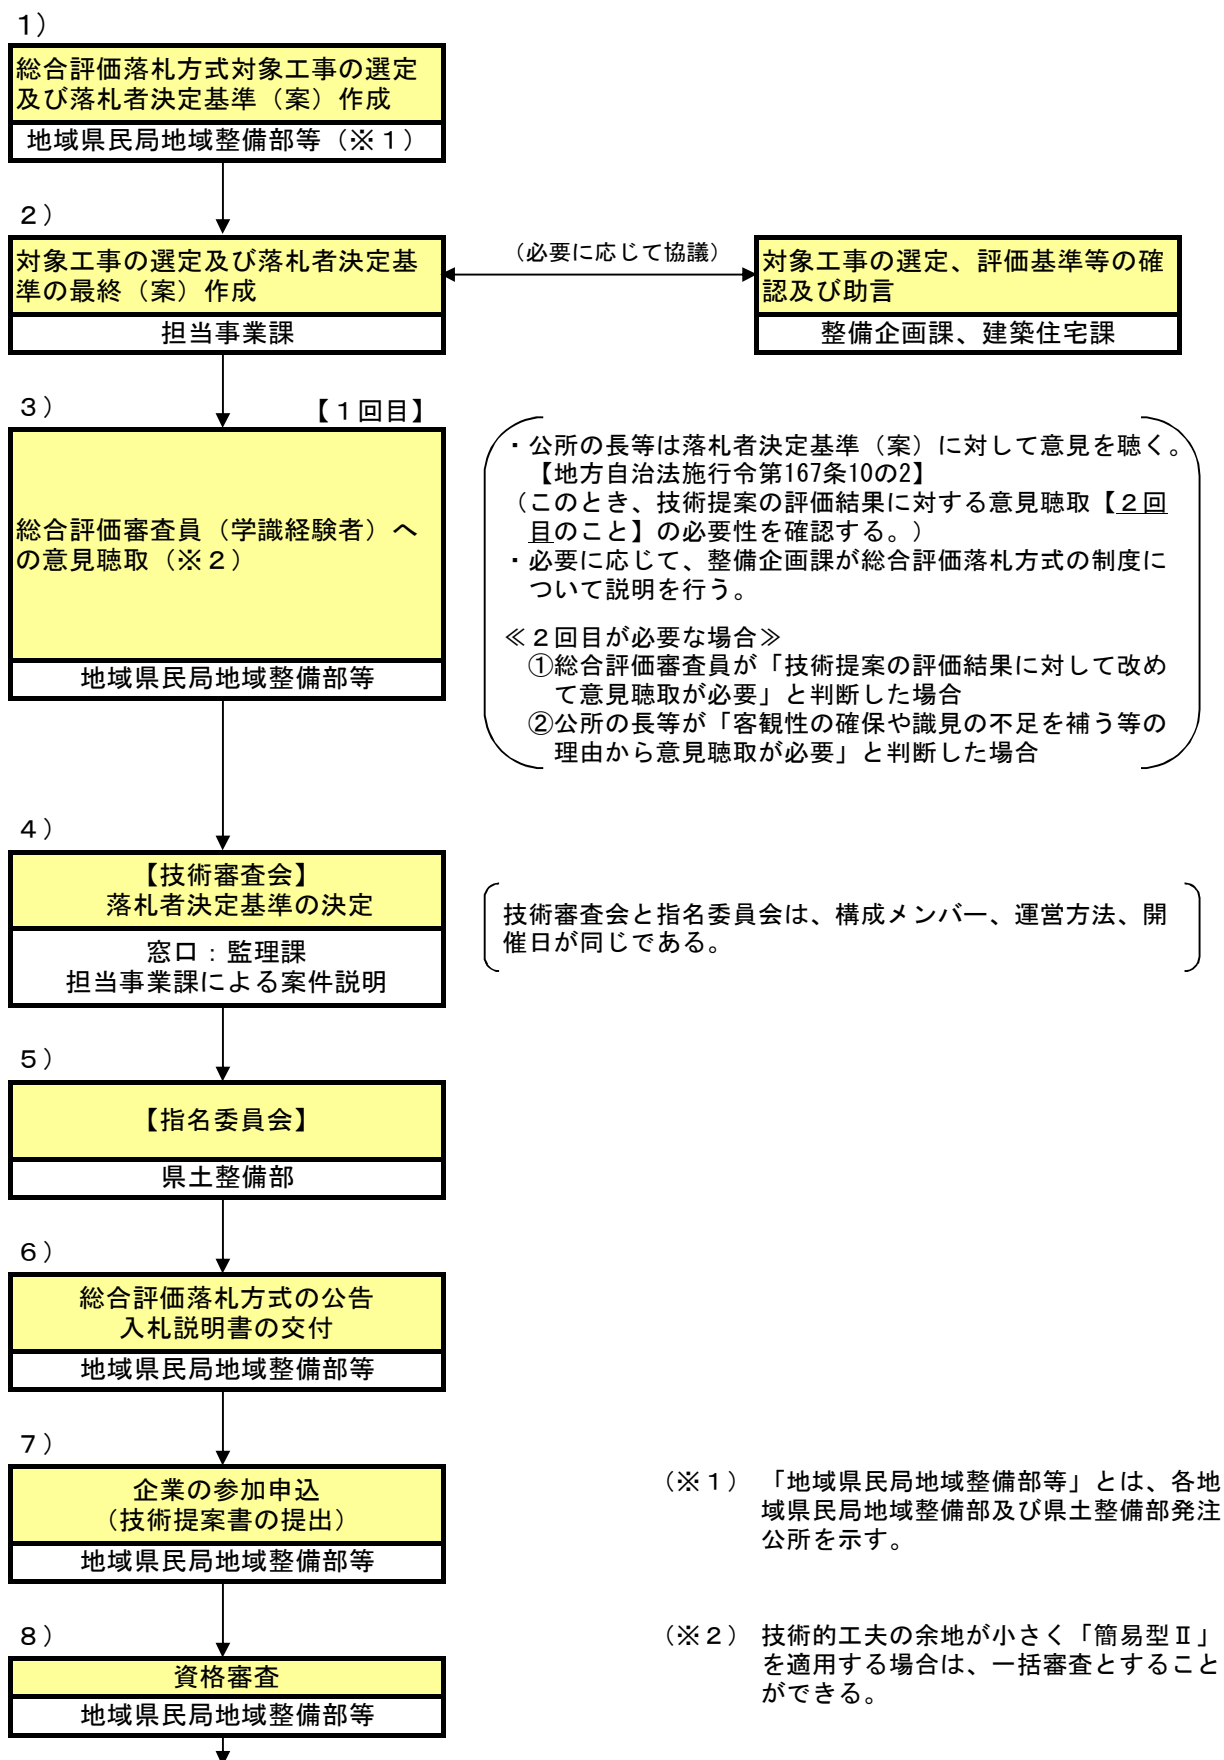 １）
総合評価落札方式対象工事の選定
及び落札者決定基準（案）作成
地域県民局地域整備部等（※１）
２）
対象工事の選定及び落札者決定基
準の最終（案）作成
担当事業課
（必要に応じて協議）
対象工事の選定、評価基準等の確
認及び助言
整備企画課、建築住宅課
３）
【１回目】
総合評価審査員（学識経験者）へ
の意見聴取（※２）
地域県民局地域整備部等
・公所の長等は落札者決定基準（案）に対して意見を聴く。
【地方自治法施行令第167条10の2】
（このとき、技術提案の評価結果に対する意見聴取【２回
目のこと】の必要性を確認する。）
・必要に応じて、整備企画課が総合評価落札方式の制度に
ついて説明を行う。
≪２回目が必要な場合≫
①総合評価審査員が「技術提案の評価結果に対して改め
て意見聴取が必要」と判断した場合
②公所の長等が「客観性の確保や識見の不足を補う等の
理由から意見聴取が必要」と判断した場合
４）
【技術審査会】
落札者決定基準の決定
窓口：監理課
担当事業課による案件説明
技術審査会と指名委員会は、構成メンバー、運営方法、開
催日が同じである。
５）
【指名委員会】
県土整備部
６）
総合評価落札方式の公告
入札説明書の交付
地域県民局地域整備部等
７）
企業の参加申込
（技術提案書の提出）
地域県民局地域整備部等
（※１）「地域県民局地域整備部等」とは、各地
域県民局地域整備部及び県土整備部発注
公所を示す。
８）
資格審査
地域県民局地域整備部等
（※２）技術的工夫の余地が小さく「簡易型Ⅱ」
を適用する場合は、一括審査とすること
ができる。